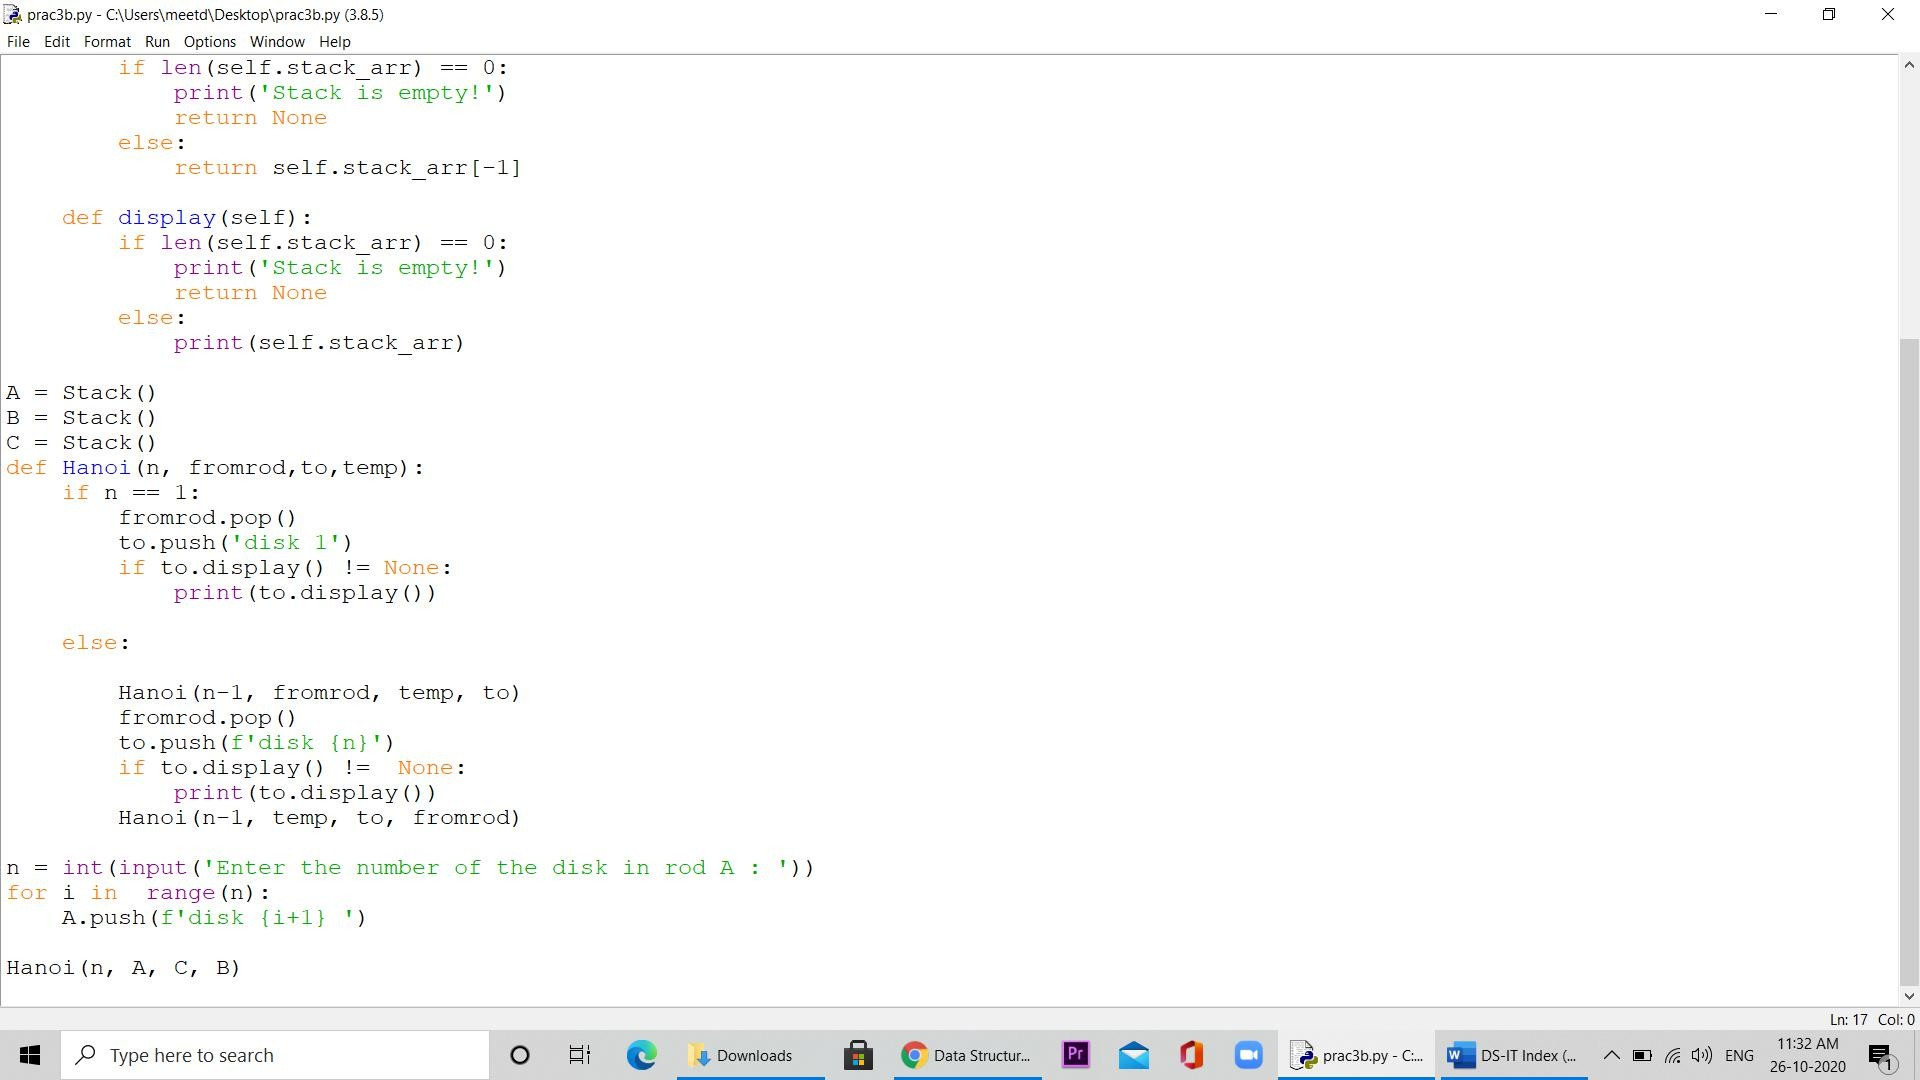 prac3b.py - C:\Users\meetd\Desktop\prac3b.py (3.8.5)
File Edit Format Run Options Window Help
        if len(self.stack_arr) == 0:
            print('Stack is empty!')
            return None
        else:
            return self.stack_arr[-1]
    def display(self):
        if len(self.stack_arr) == 0:
            print('Stack is empty!')
            return None
        else:
            print(self.stack_arr)
A = Stack()
B = Stack()
C = Stack()
def Hanoi(n, fromrod,to,temp):
    if n == 1:
        fromrod.pop()
        to.push('disk 1')
        if to.display() != None:
            print(to.display())
    else:
        Hanoi(n-1, fromrod, temp, to)
        fromrod.pop()
        to.push(f'disk {n}')
        if to.display() !=  None:
            print(to.display())
        Hanoi(n-1, temp, to, fromrod)
n = int(input('Enter the number of the disk in rod A : '))
for i in  range(n):
    A.push(f'disk {i+1} ')
Hanoi(n, A, C, B)
Ln: 17 Col: 0
Type here to search
Downloads
Data Structur...
Pr
prac3b.py - C:...
W
DS-IT Index (...
ENG
11:32 AM
26-10-2020
1